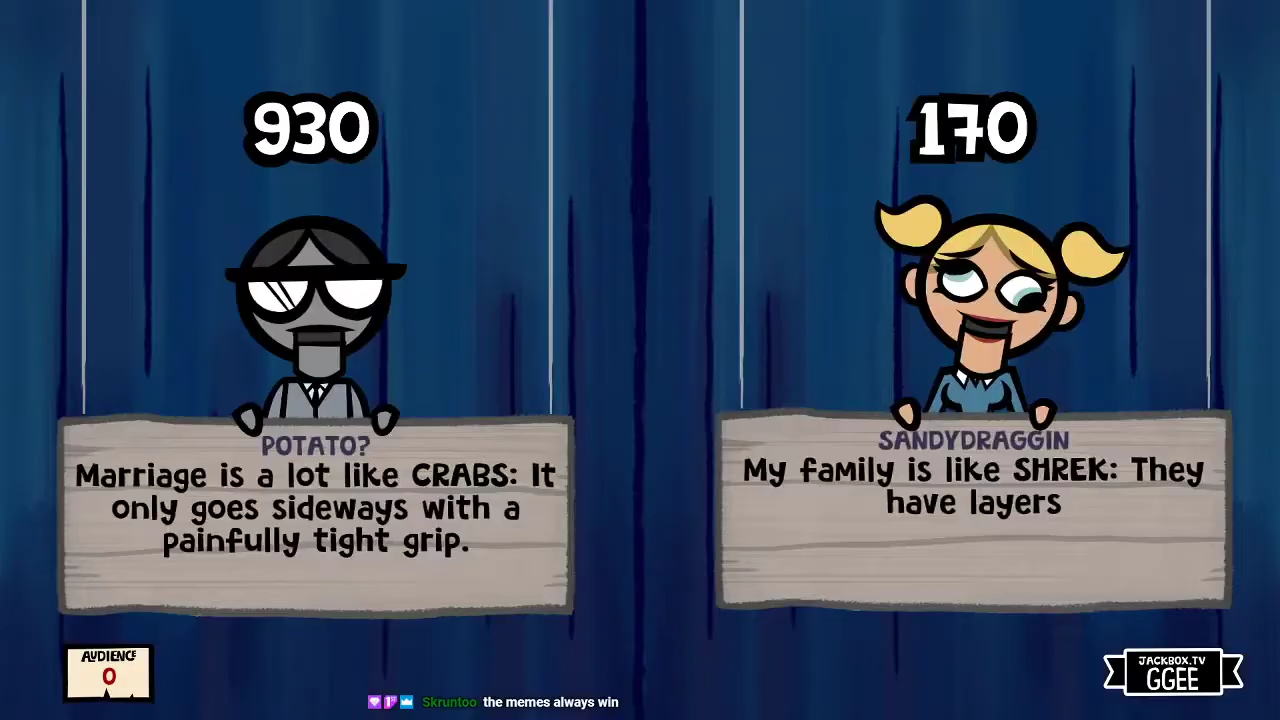 930
170
POTATO?
Marriage is a lot like CRABS: It
only goes sideways with a
painfully tight grip.
SANDYDRAGGIN
My family is like SHREK: They
have layers
AUDIENCE
0
JACKBOX.TV
GGEE
Skruntoo the memes always win